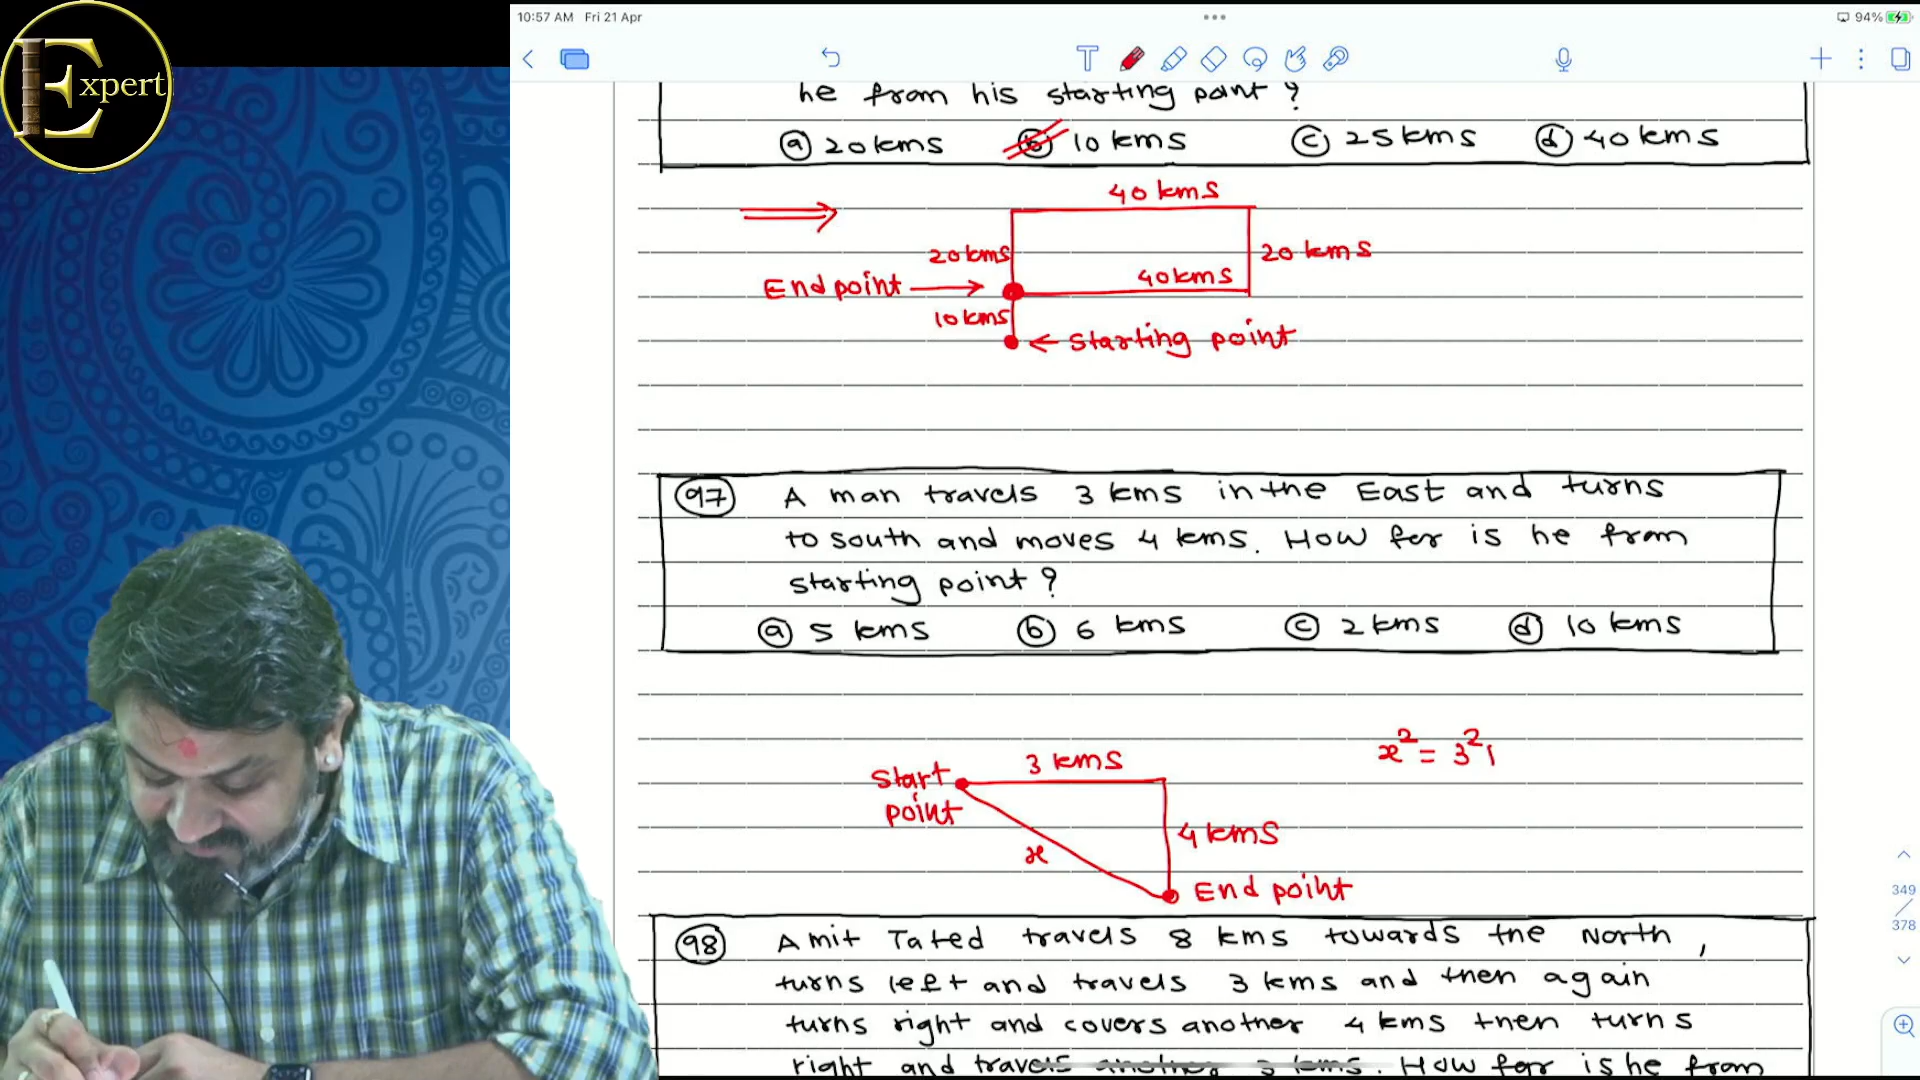 10:57 AM Fri 21 Apr
94%
Expert
he from his starting point ?
ⓐ 20 kms ⓑ 10 kms ⓒ 25 kms ⓓ 40 kms
40 kms
20 kms
20 kms
40 kms
End point
10 kms
starting point
97 A man travels 3 kms in the East and turns
to south and moves 4 kms. How far is he from
starting point ?
ⓐ 5 kms ⓑ 6 kms ⓒ 2 kms ⓓ 10 kms
x² = 3²
3 kms
Start
point
4 kms
x
End point
349
378
98 Amit Tated travels 8 kms towards the North ,
turns left and travels 3 kms and then again
turns right and covers another 4 kms then turns
right and travels another 3 kms. How far is he from